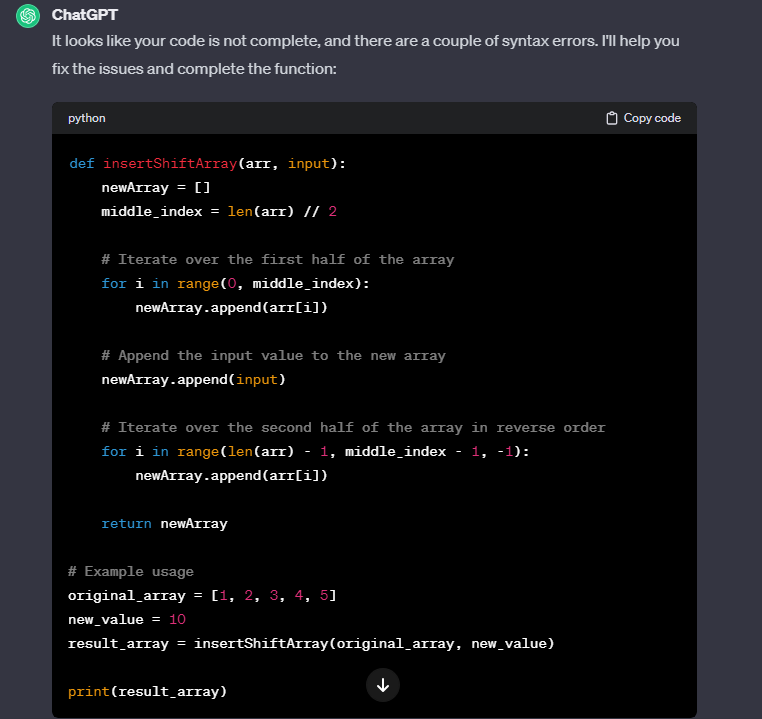 ChatGPT
It looks like your code is not complete, and there are a couple of syntax errors. I'll help you
fix the issues and complete the function:
python
Copy code
def insertShiftArray(arr, input):
    newArray = []
    middle_index = len(arr) // 2

    # Iterate over the first half of the array
    for i in range(0, middle_index):
        newArray.append(arr[i])

    # Append the input value to the new array
    newArray.append(input)

    # Iterate over the second half of the array in reverse order
    for i in range(len(arr) - 1, middle_index - 1, -1):
        newArray.append(arr[i])

    return newArray

# Example usage
original_array = [1, 2, 3, 4, 5]
new_value = 10
result_array = insertShiftArray(original_array, new_value)

print(result_array)